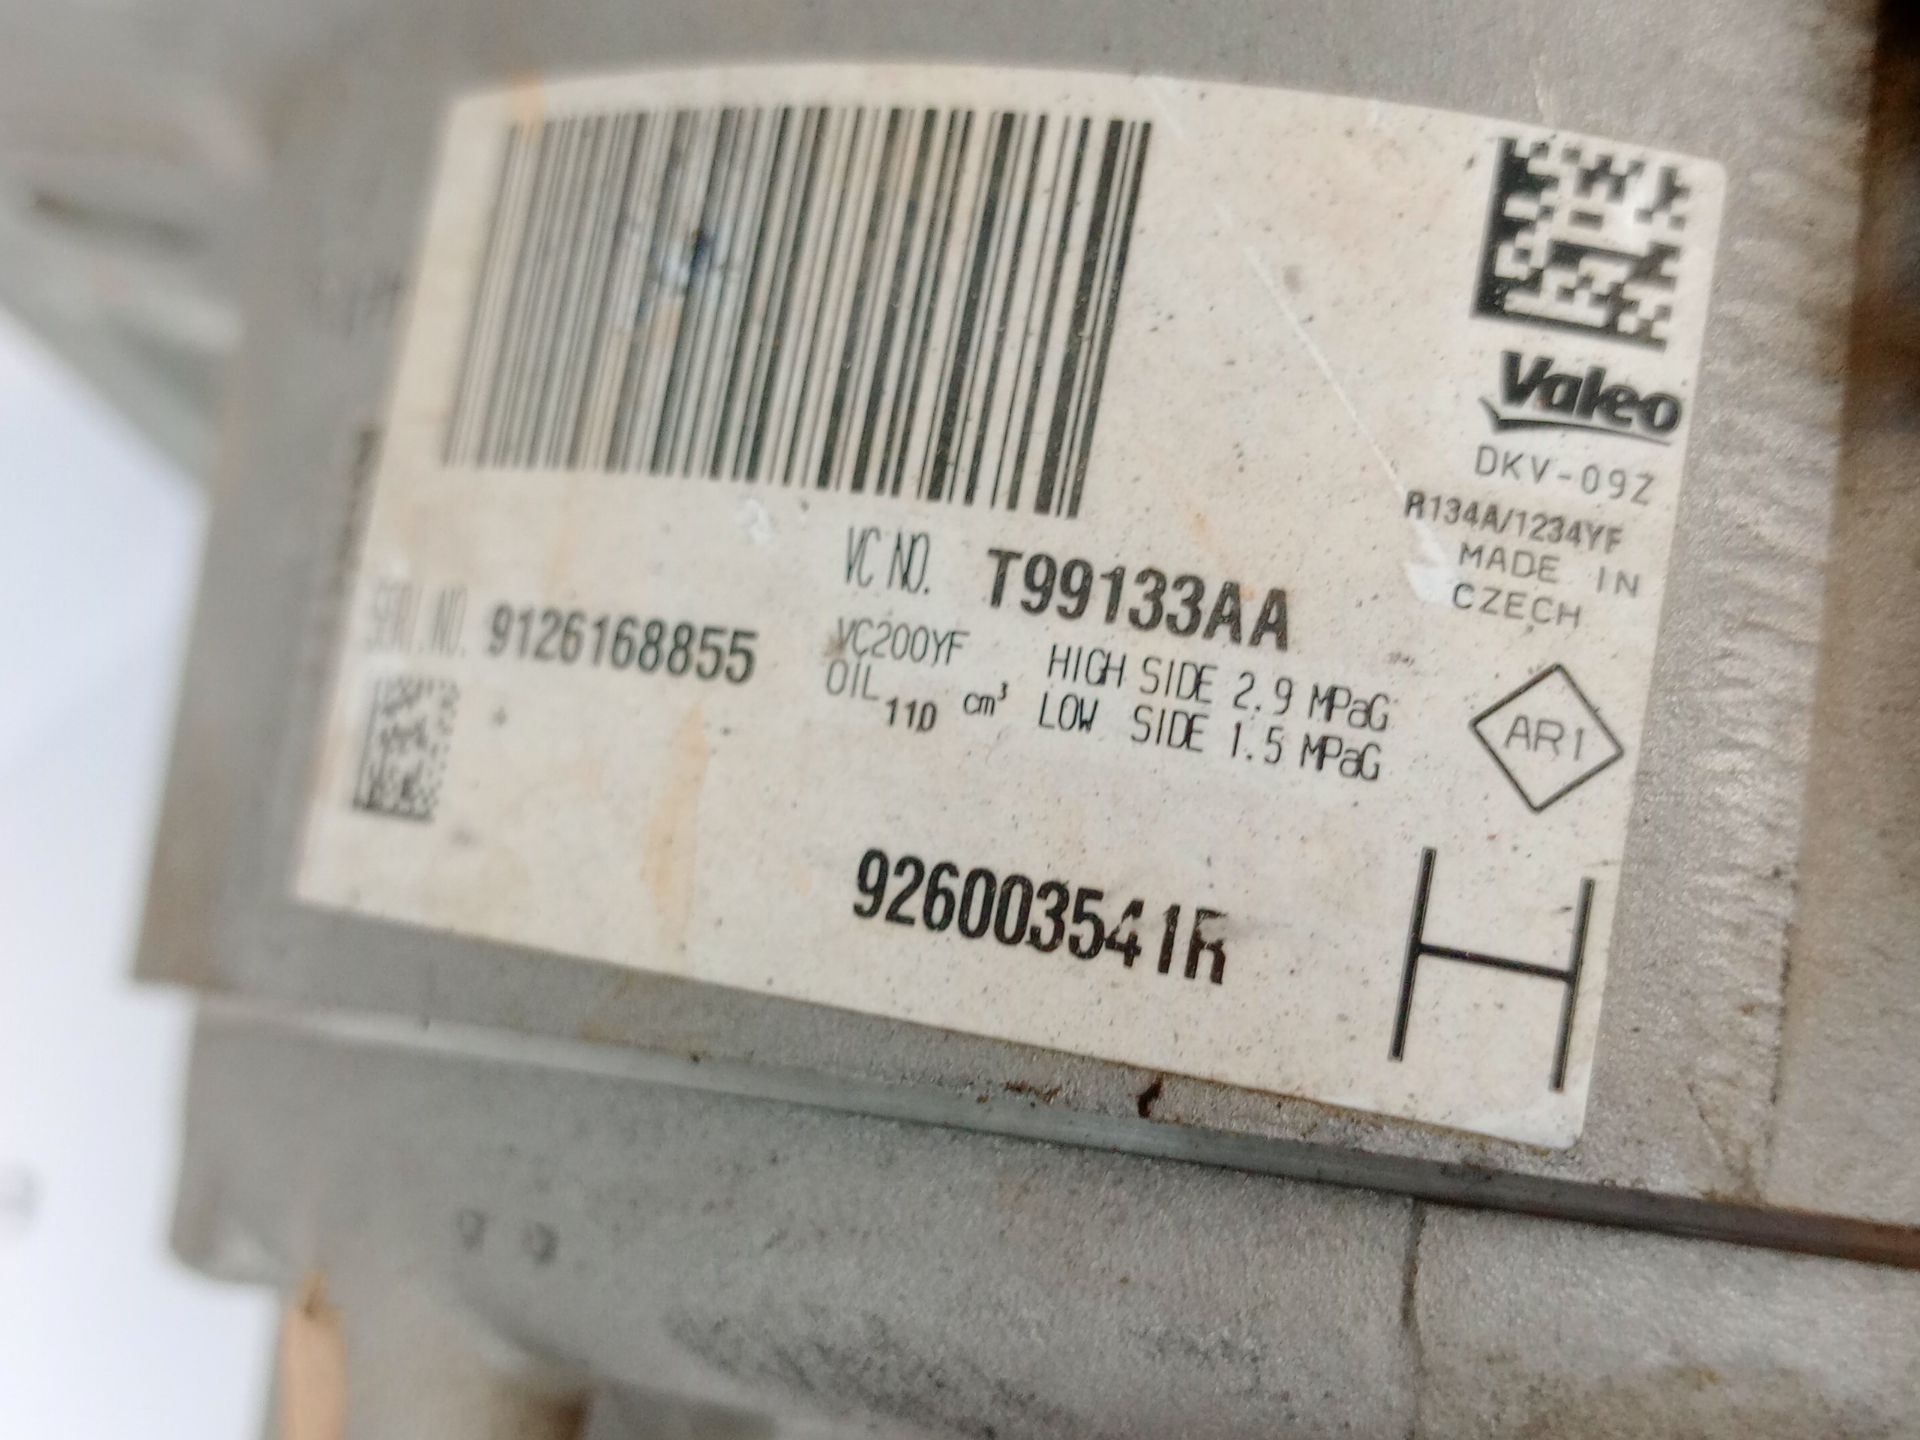 Valeo
DKV-09Z
R134A/1234YF
MADE IN
CZECH
VC NO. T99133AA
SERI. NO. 9126168855
VC200YF HIGH SIDE 2.9 MPaG
OIL 110 cm³ LOW SIDE 1.5 MPaG
AR1
926003541R
H